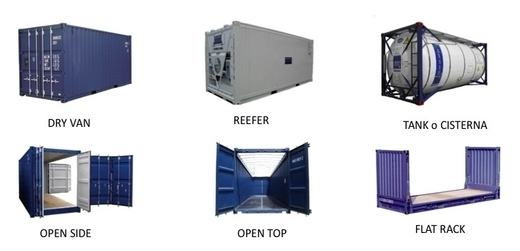 DRY VAN
REEFER
TANK o CISTERNA
OPEN SIDE
OPEN TOP
FLAT RACK